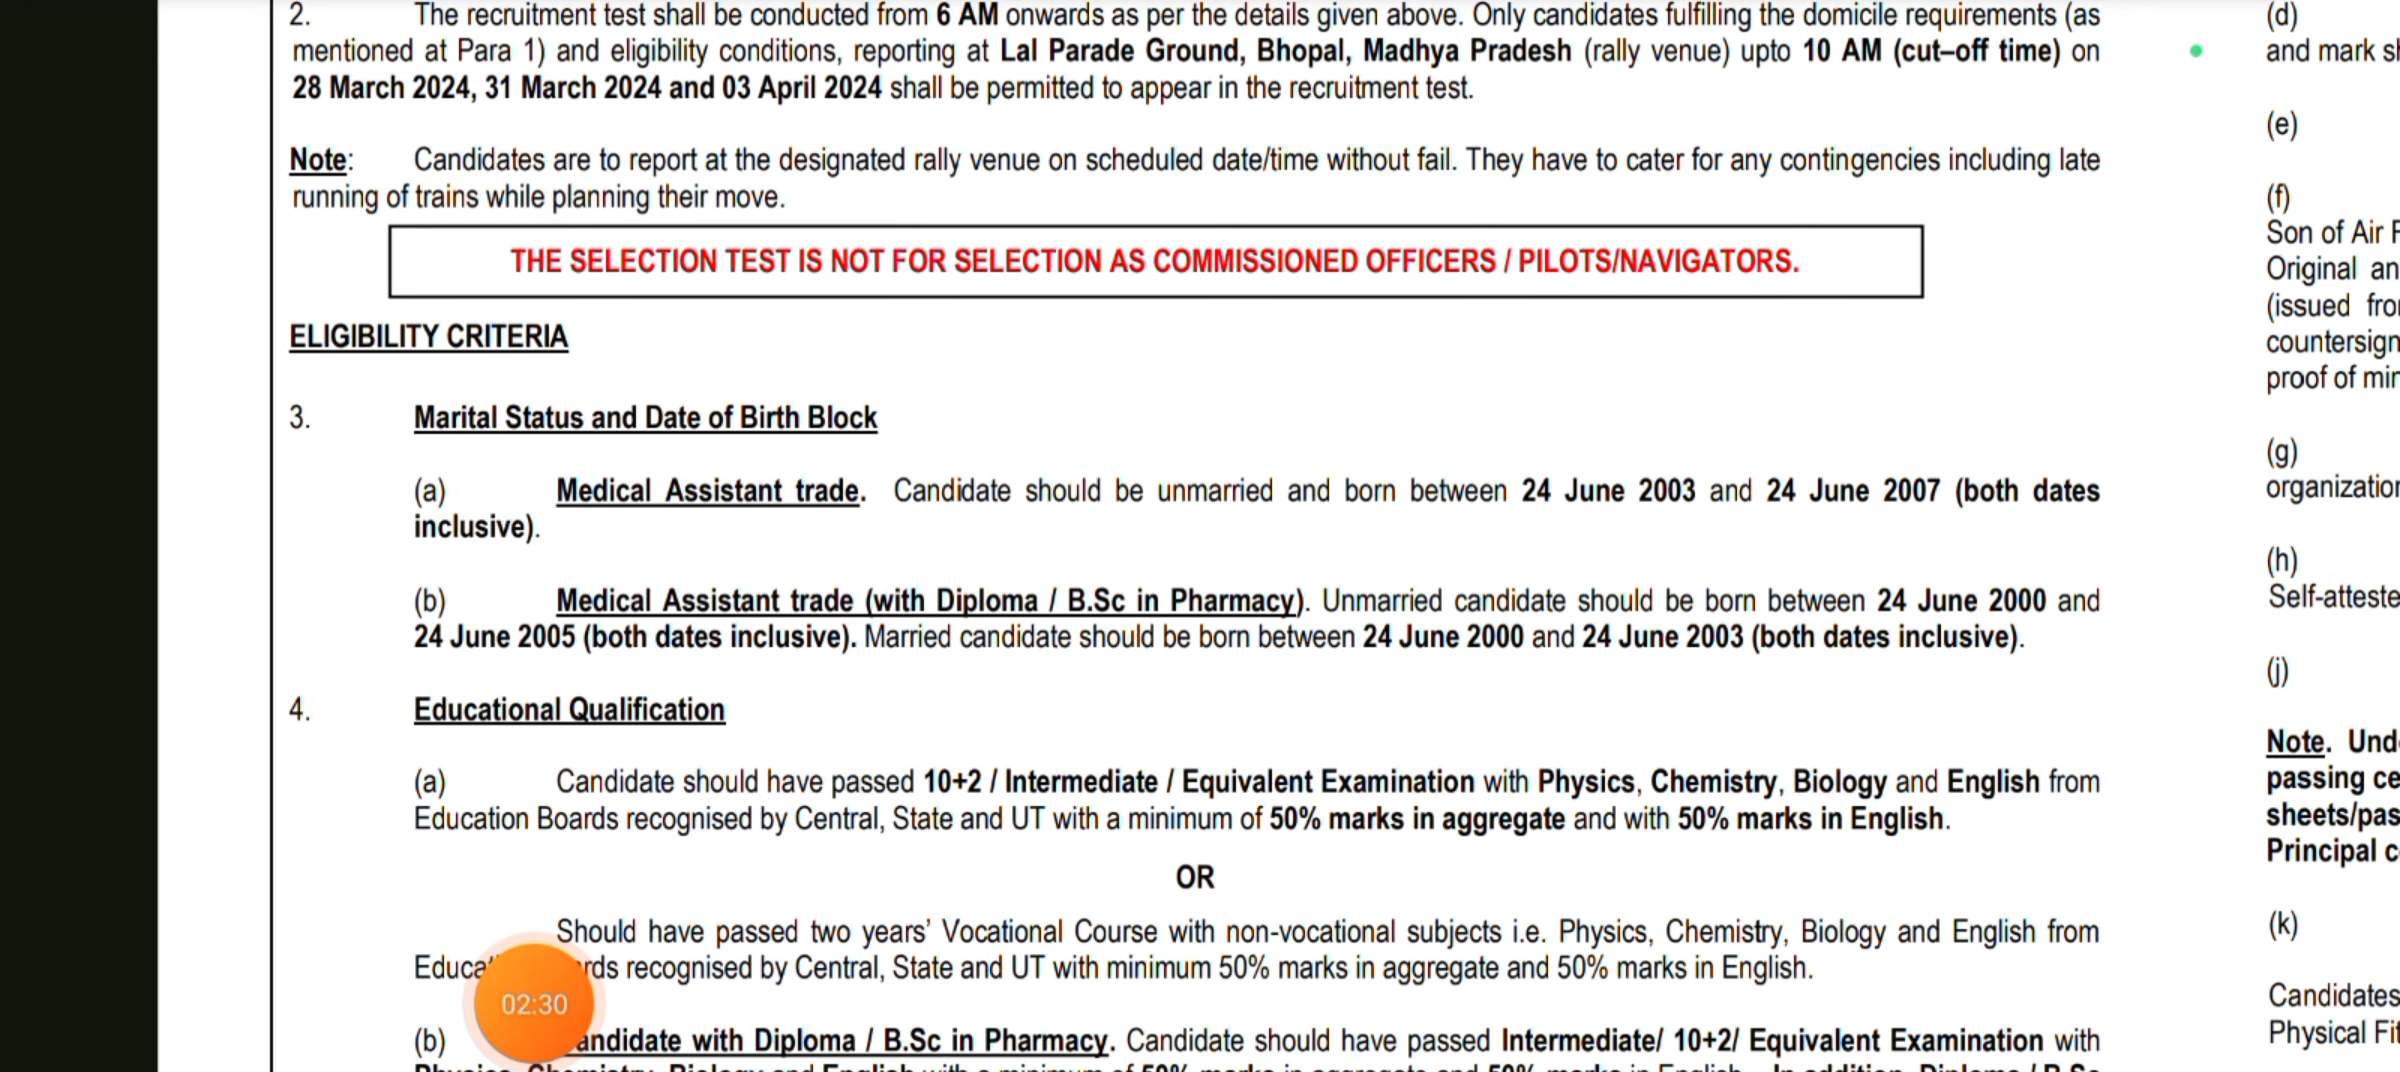 2. The recruitment test shall be conducted from 6 AM onwards as per the details given above. Only candidates fulfilling the domicile requirements (as
mentioned at Para 1) and eligibility conditions, reporting at Lal Parade Ground, Bhopal, Madhya Pradesh (rally venue) upto 10 AM (cut–off time) on
28 March 2024, 31 March 2024 and 03 April 2024 shall be permitted to appear in the recruitment test.
Note: Candidates are to report at the designated rally venue on scheduled date/time without fail. They have to cater for any contingencies including late
running of trains while planning their move.
THE SELECTION TEST IS NOT FOR SELECTION AS COMMISSIONED OFFICERS / PILOTS/NAVIGATORS.
ELIGIBILITY CRITERIA
3. Marital Status and Date of Birth Block
(a) Medical Assistant trade. Candidate should be unmarried and born between 24 June 2003 and 24 June 2007 (both dates
inclusive).
(b) Medical Assistant trade (with Diploma / B.Sc in Pharmacy). Unmarried candidate should be born between 24 June 2000 and
24 June 2005 (both dates inclusive). Married candidate should be born between 24 June 2000 and 24 June 2003 (both dates inclusive).
4. Educational Qualification
(a) Candidate should have passed 10+2 / Intermediate / Equivalent Examination with Physics, Chemistry, Biology and English from
Education Boards recognised by Central, State and UT with a minimum of 50% marks in aggregate and with 50% marks in English.
OR
Should have passed two years' Vocational Course with non-vocational subjects i.e. Physics, Chemistry, Biology and English from
recognised by Central, State and UT with minimum 50% marks in aggregate and 50% marks in English.
02:30
(b) andidate with Diploma / B.Sc in Pharmacy. Candidate should have passed Intermediate/ 10+2/ Equivalent Examination with
(d)
and mark
(e)
(f)
Son of Air
Original
(issued
proof of
(g)
(h)
(j)
Note.
passing
Principal
(k)
Candidates
Physical